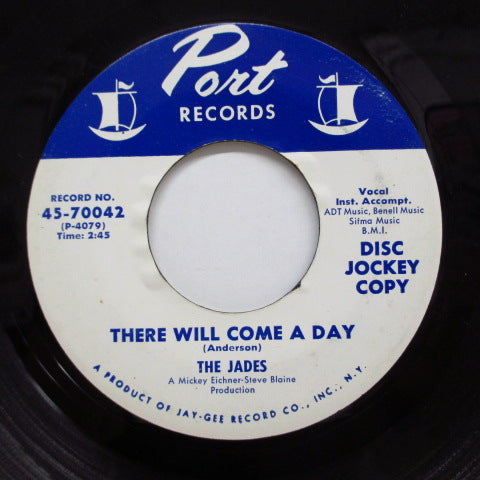 Port
RECORDS
RECORD NO.
45-70042
(P-4079)
Time: 2:45
Vocal
Inst. Accompt.
ADT Music, Benell Music
Sifma Music
B.M.I.
DISC
JOCKEY
COPY
THERE WILL COME A DAY
(Anderson)
THE JADES
A Mickey Eichner-Steve Blaine
Production
A PRODUCT OF JAY-GEE RECORD CO., INC., N.Y.